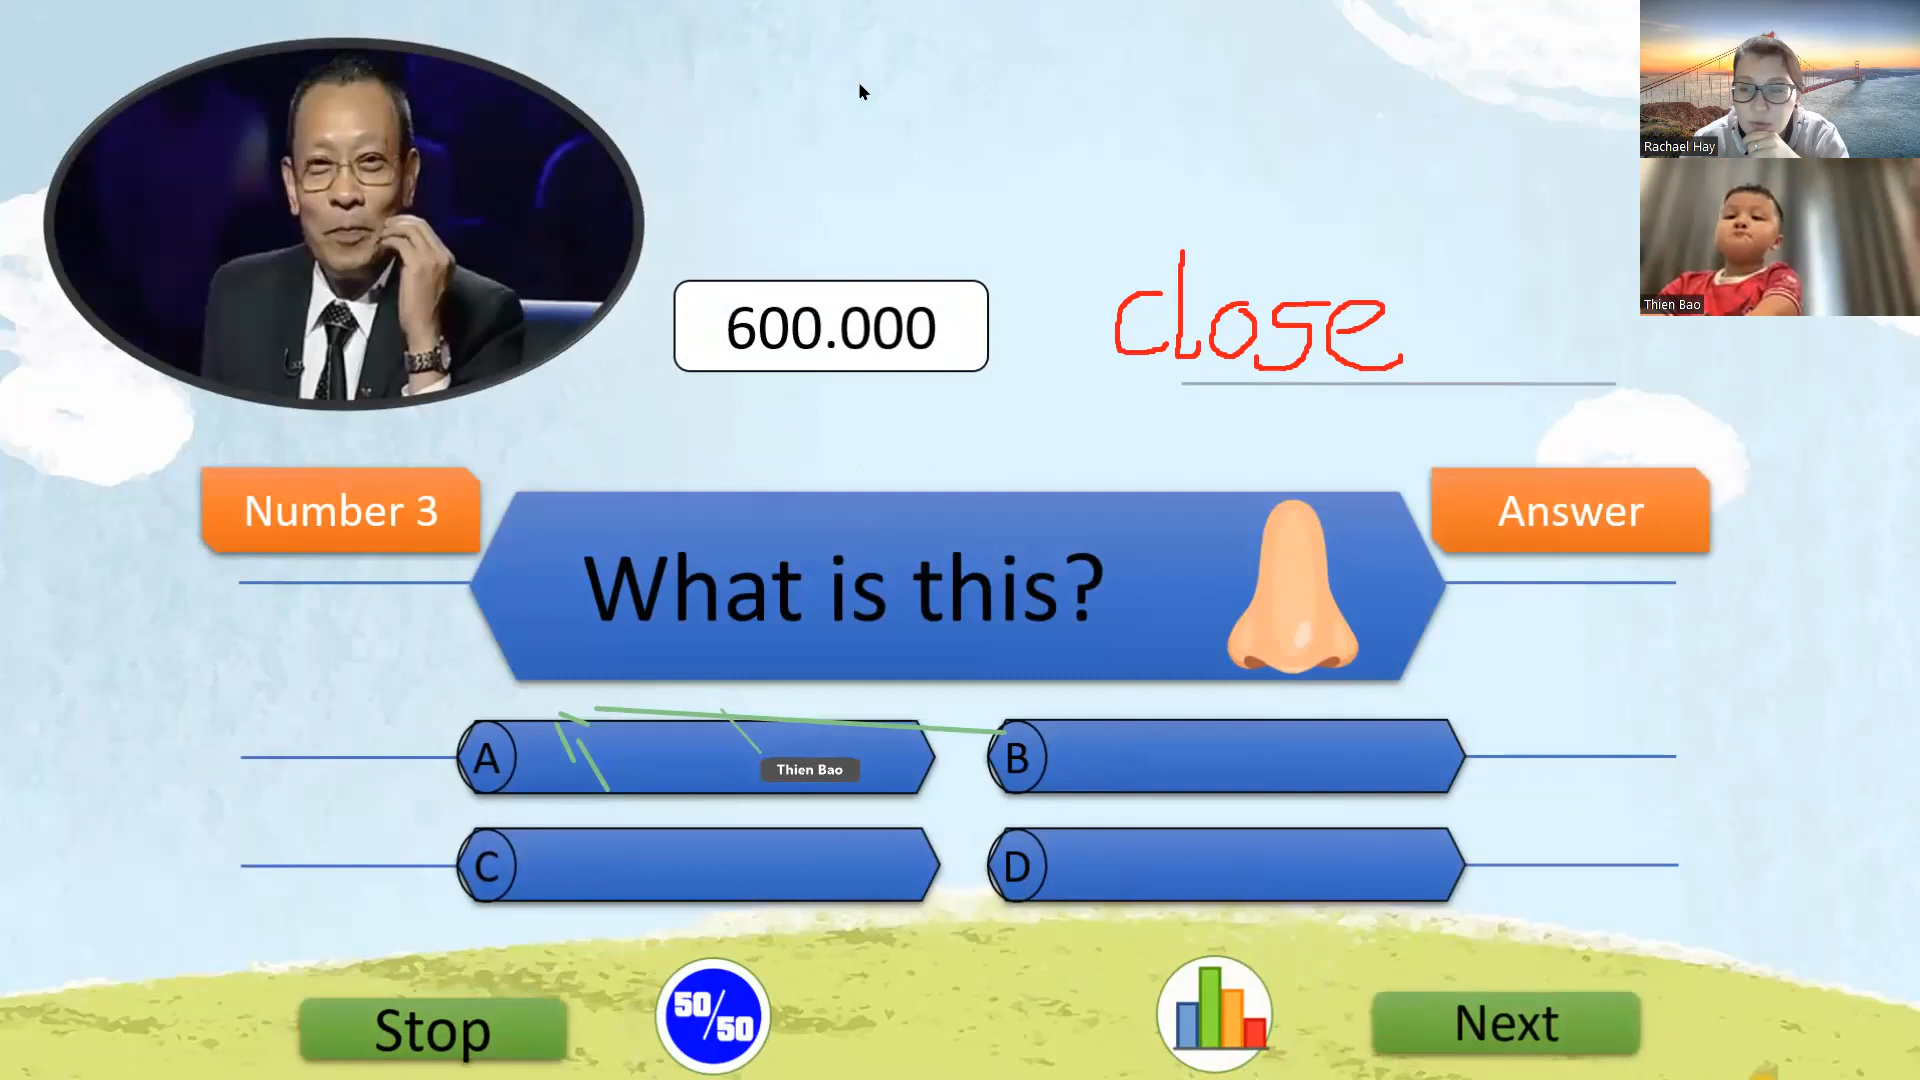 Rachael Hay
Thien Bao
close
600.000
Number 3
Answer
What is this?
A
B
Thien Bao
C
D
Stop
50/50
Next